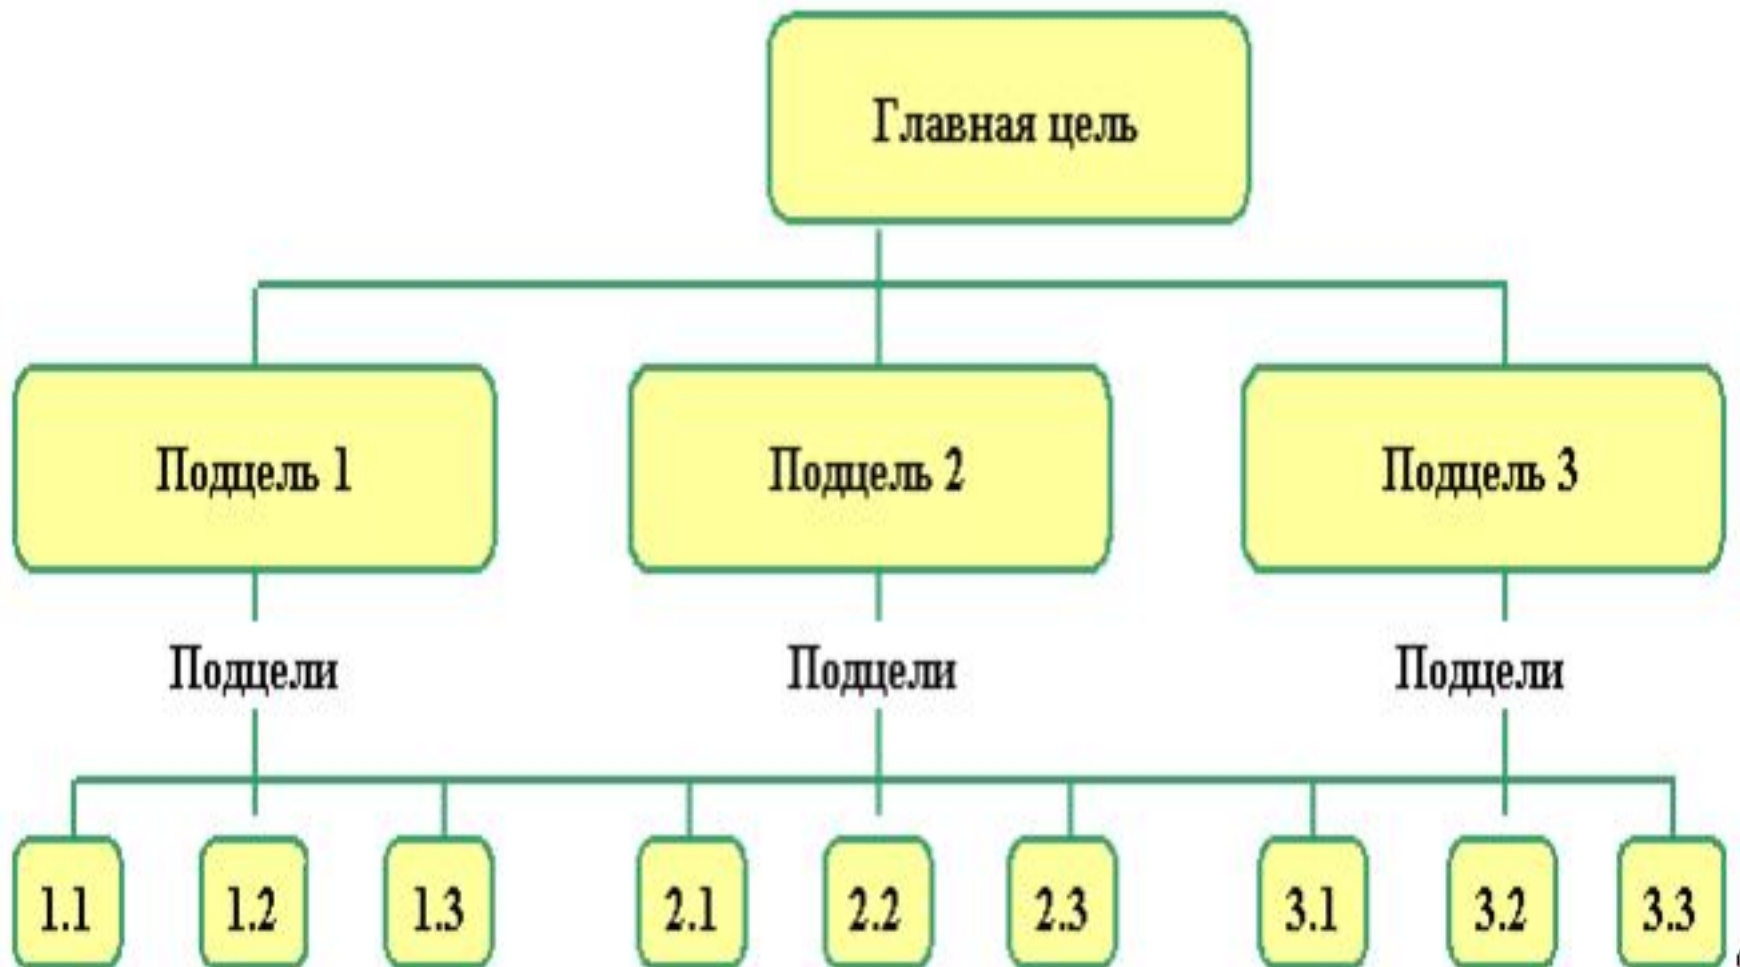 Главная цель
Подцель 1 Подцель 2 Подцель 3
Подцели Подцели Подцели
1.1 1.2 1.3 2.1 2.2 2.3 3.1 3.2 3.3